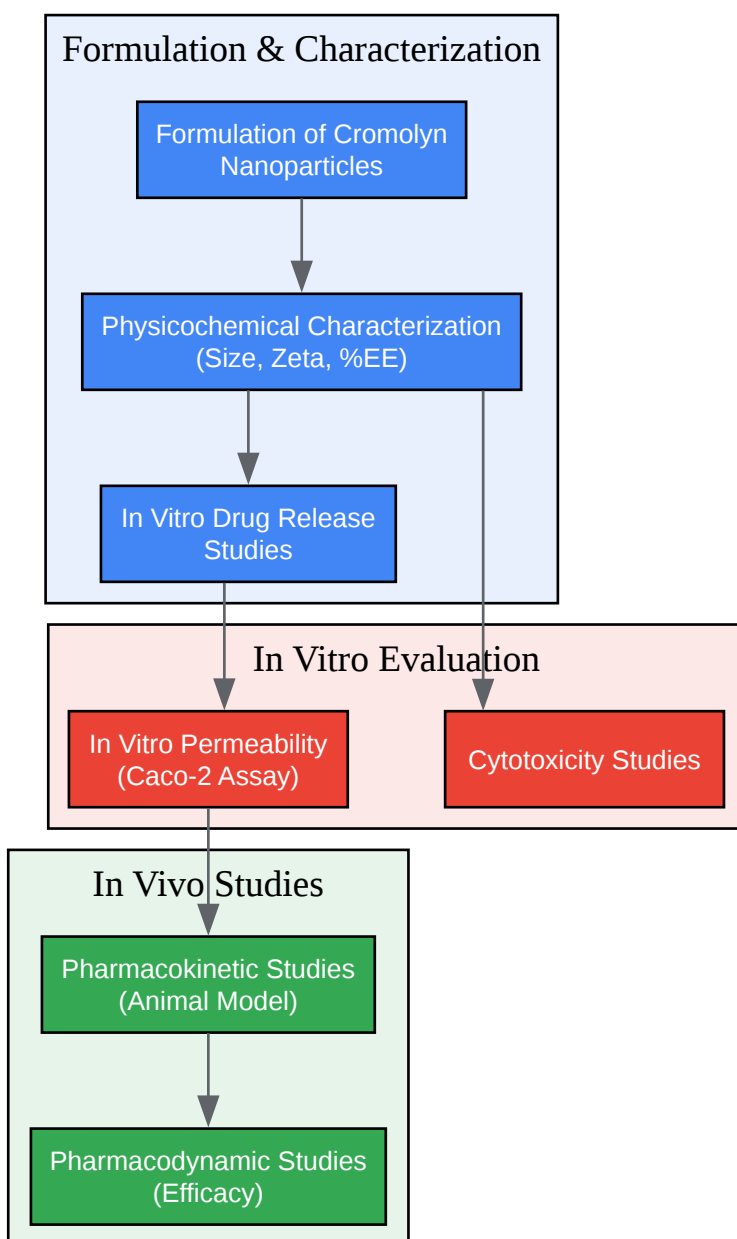 Formulation & Characterization
Formulation of Cromolyn
Nanoparticles
Physicochemical Characterization
(Size, Zeta, %EE)
In Vitro Drug Release
Studies
In Vitro Evaluation
In Vitro Permeability
(Caco-2 Assay)
Cytotoxicity Studies
In Vivo Studies
Pharmacokinetic Studies
(Animal Model)
Pharmacodynamic Studies
(Efficacy)